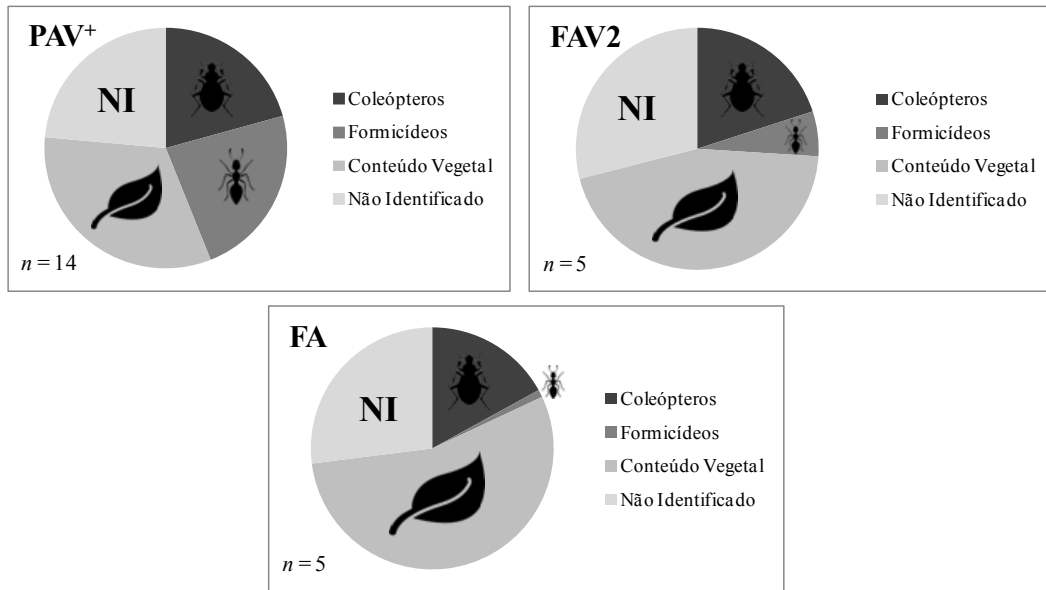 PAV⁺
NI
Coleópteros
Formicídeos
Conteúdo Vegetal
Não Identificado
n = 14
FAV2
NI
Coleópteros
Formicídeos
Conteúdo Vegetal
Não Identificado
n = 5
FA
NI
Coleópteros
Formicídeos
Conteúdo Vegetal
Não Identificado
n = 5